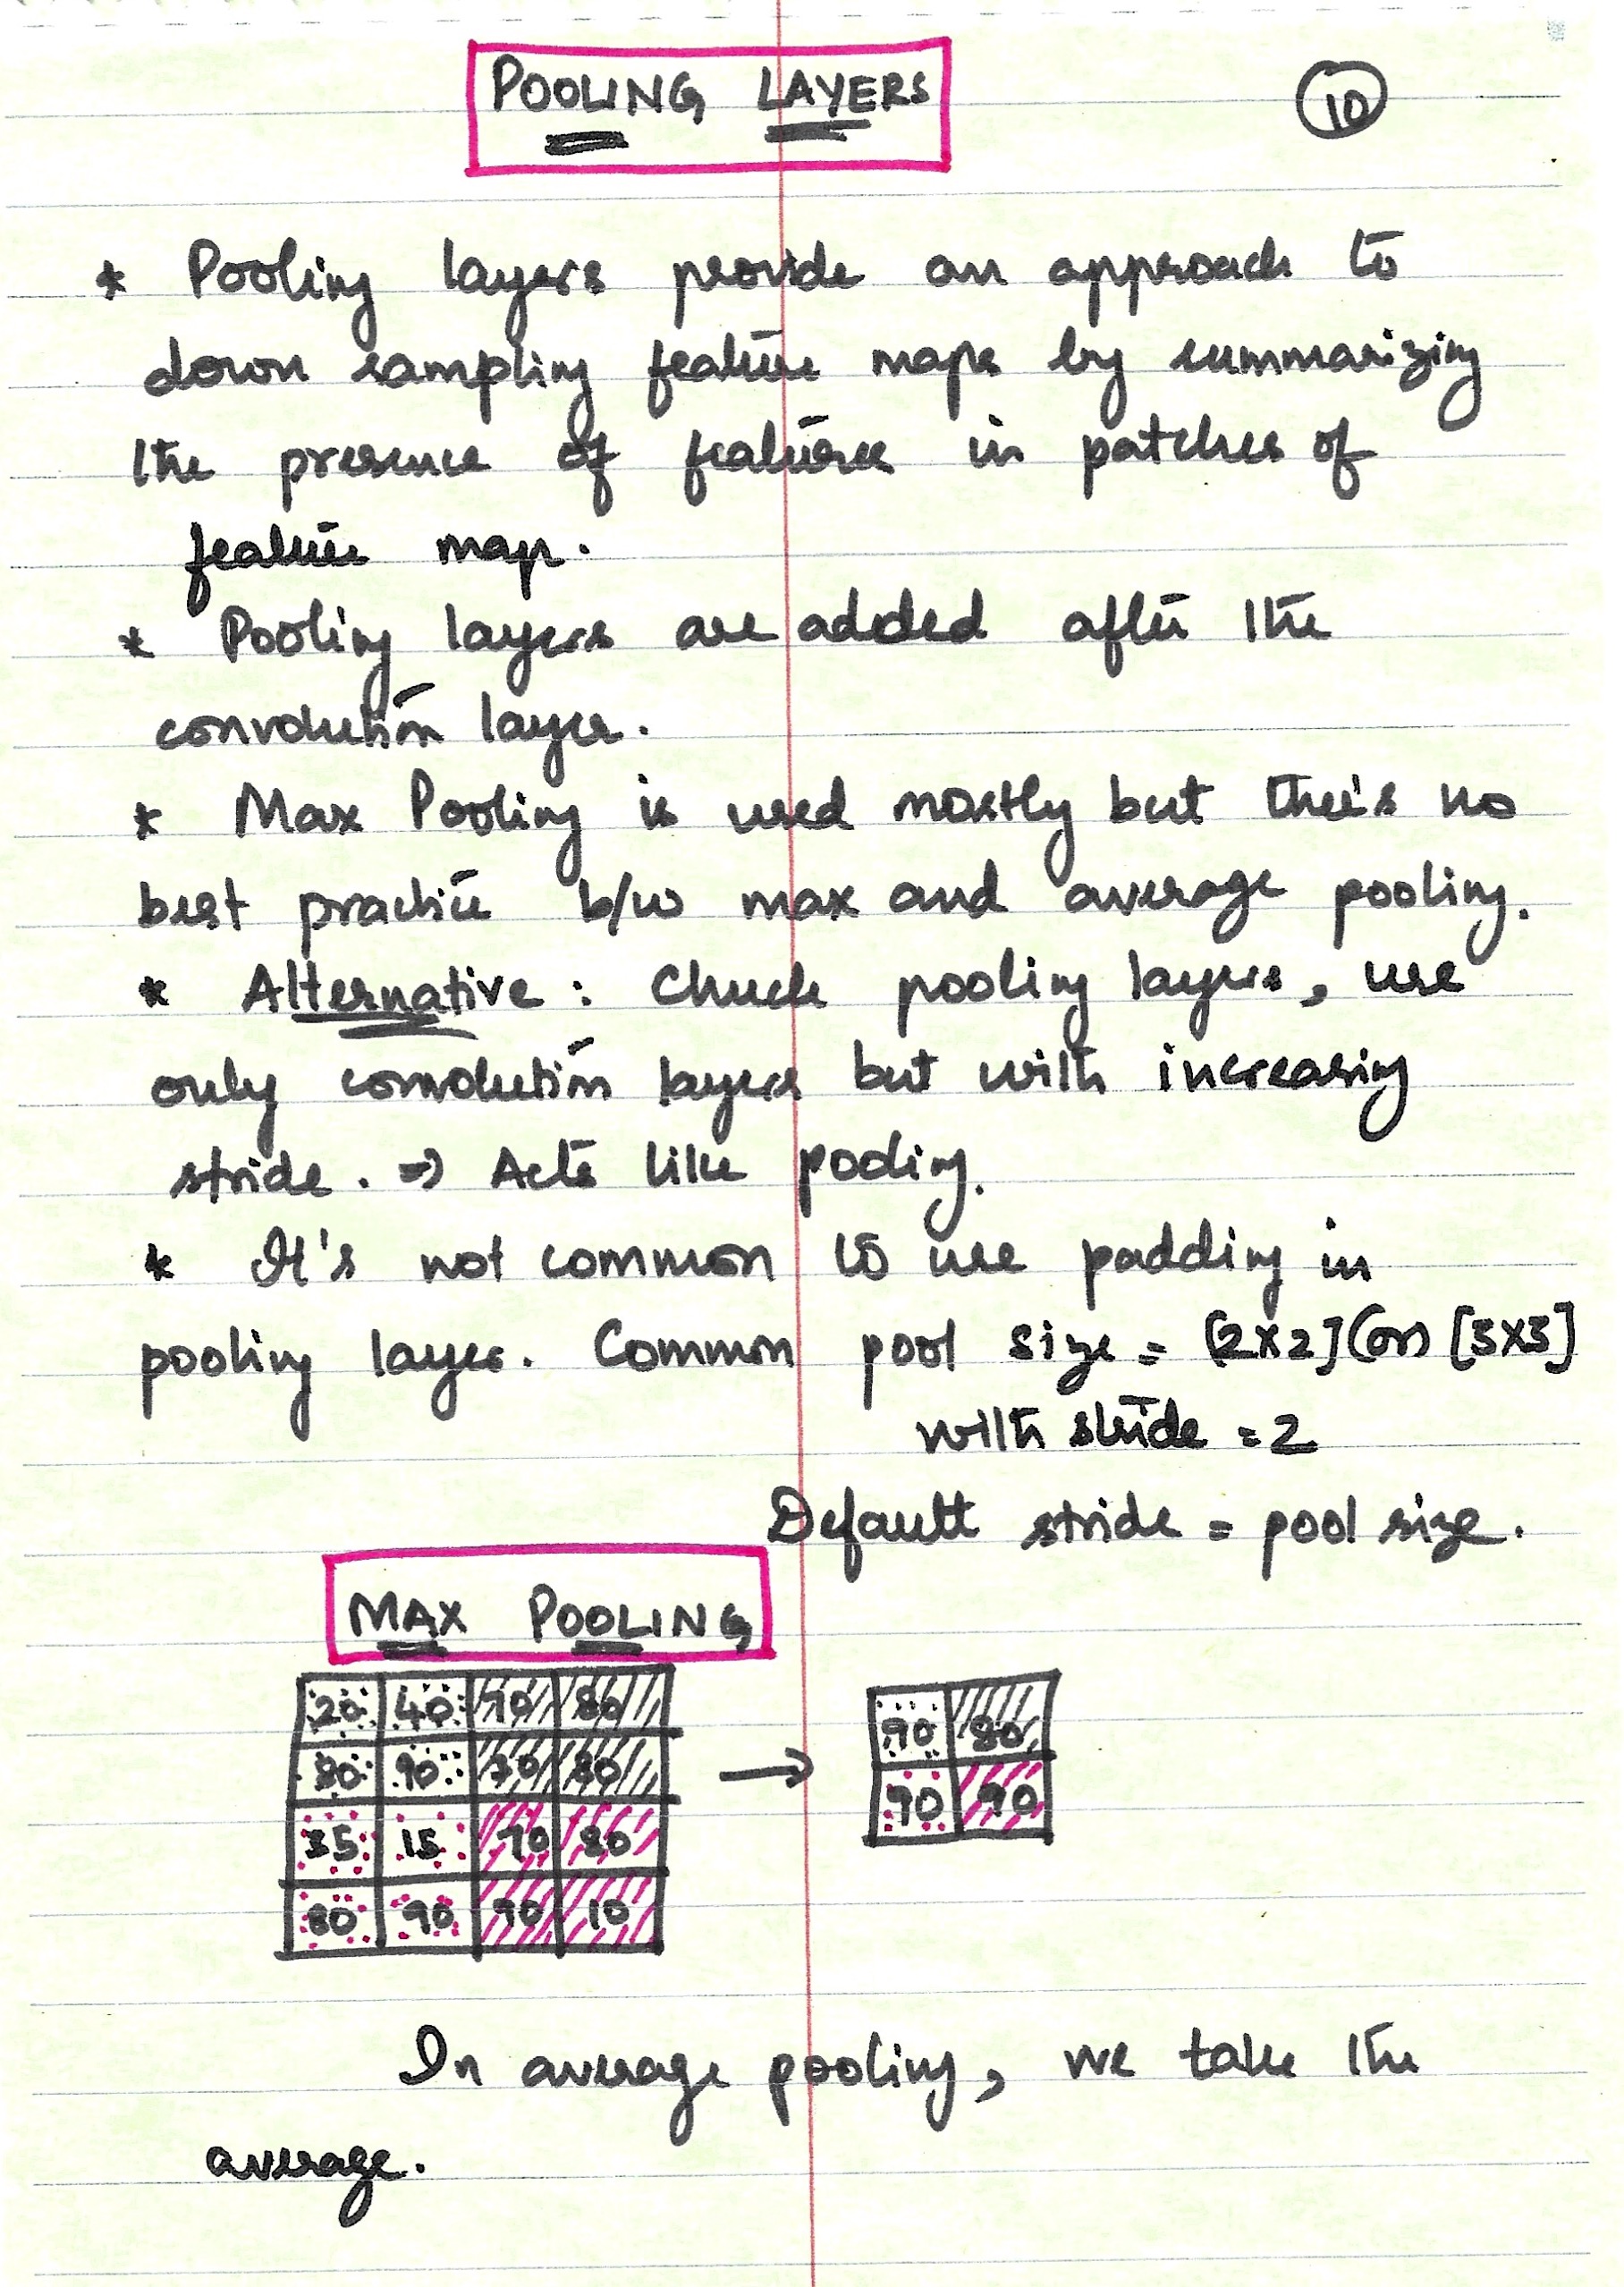 POOLING LAYERS
10
* Pooling layers provide an approach to
down sampling feature maps by summarizing
the presence of features in patches of
feature map.
* Pooling layers are added after the
convolution layer.
* Max Pooling is used mostly but there's no
best practice b/w max and average pooling.
* Alternative : Chuck pooling layers, use
only convolution layers but with increasing
stride. => Acts like pooling.
* It's not common to use padding in
pooling layer. Common pool size = [2x2] (or) [3x3]
with stride = 2
Default stride = pool size.
MAX POOLING
20 40 70 80
80 90 70 80
35 15 70 80
80 90 90 10
→
90 80
90 90
In average pooling, we take the
average.